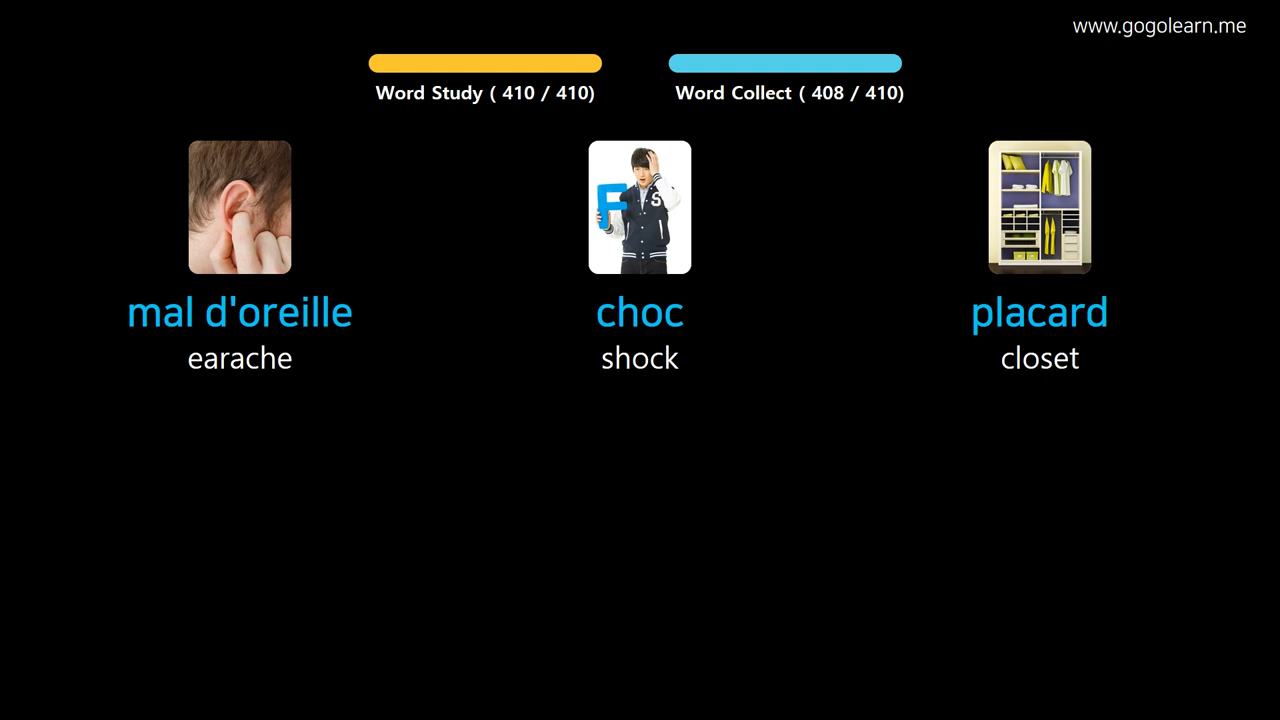 www.gogolearn.me
Word Study ( 410 / 410)
Word Collect ( 408 / 410)
F
S
mal d'oreille
choc
placard
earache
shock
closet